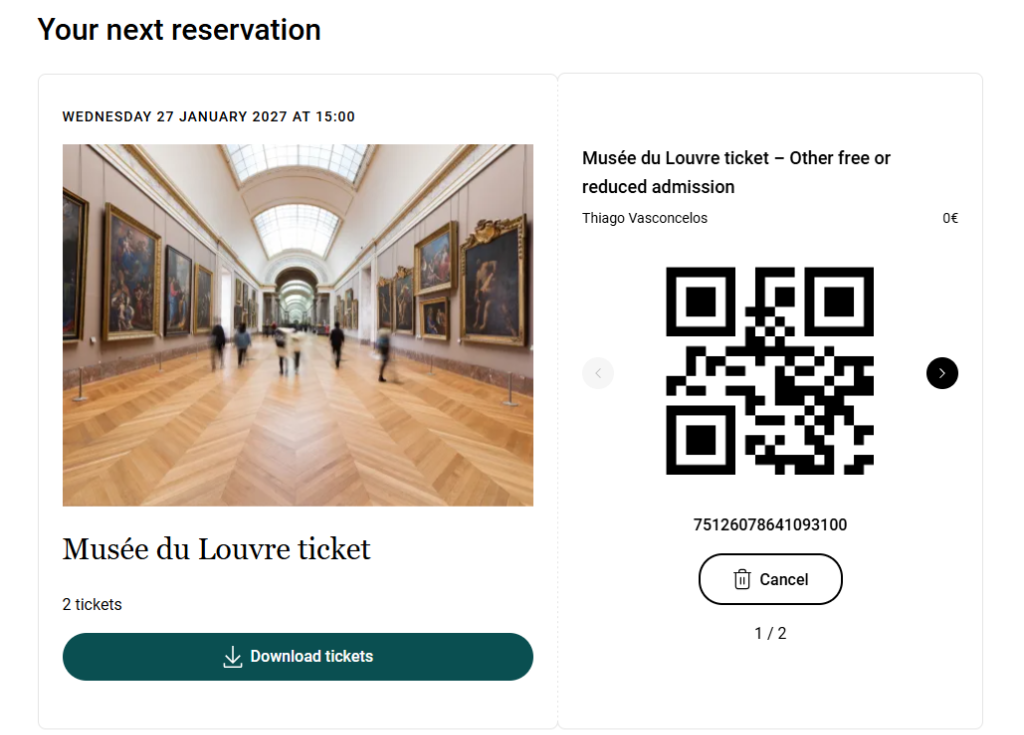 Your next reservation
WEDNESDAY 27 JANUARY 2027 AT 15:00
Musée du Louvre ticket
2 tickets
Download tickets
Musée du Louvre ticket – Other free or
reduced admission
Thiago Vasconcelos 0€
75126078641093100
Cancel
1 / 2